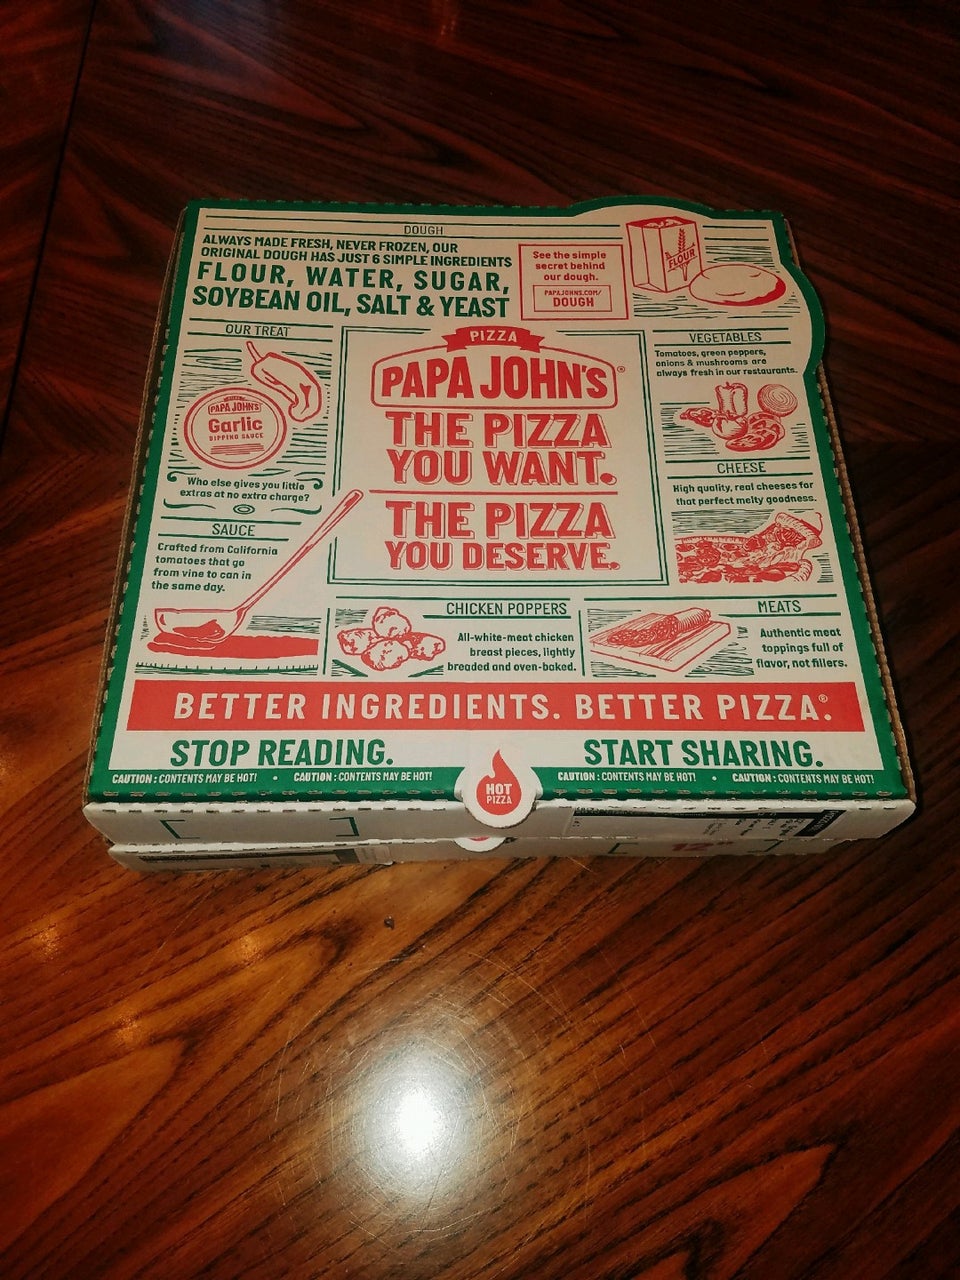 DOUGH
ALWAYS MADE FRESH, NEVER FROZEN, OUR
ORIGINAL DOUGH HAS JUST 6 SIMPLE INGREDIENTS
FLOUR, WATER, SUGAR,
SOYBEAN OIL, SALT & YEAST
See the simple
secret behind
our dough.
PAPAJOHNS.COM/
DOUGH
FLOUR
OUR TREAT
PAPA JOHN'S
Garlic
DIPPING SAUCE
Who else gives you little
extras at no extra charge?
SAUCE
Crafted from California
tomatoes that go
from vine to can in
the same day.
PIZZA
PAPA JOHN'S®
THE PIZZA
YOU WANT.
THE PIZZA
YOU DESERVE.
VEGETABLES
Tomatoes, green peppers,
onions & mushrooms are
always fresh in our restaurants.
CHEESE
High quality, real cheeses for
that perfect melty goodness.
CHICKEN POPPERS
All-white-meat chicken
breast pieces, lightly
breaded and oven-baked.
MEATS
Authentic meat
toppings full of
flavor, not fillers.
BETTER INGREDIENTS. BETTER PIZZA.®
STOP READING.
START SHARING.
CAUTION: CONTENTS MAY BE HOT! • CAUTION: CONTENTS MAY BE HOT!
HOT
PIZZA
CAUTION: CONTENTS MAY BE HOT! • CAUTION: CONTENTS MAY BE HOT!
12"